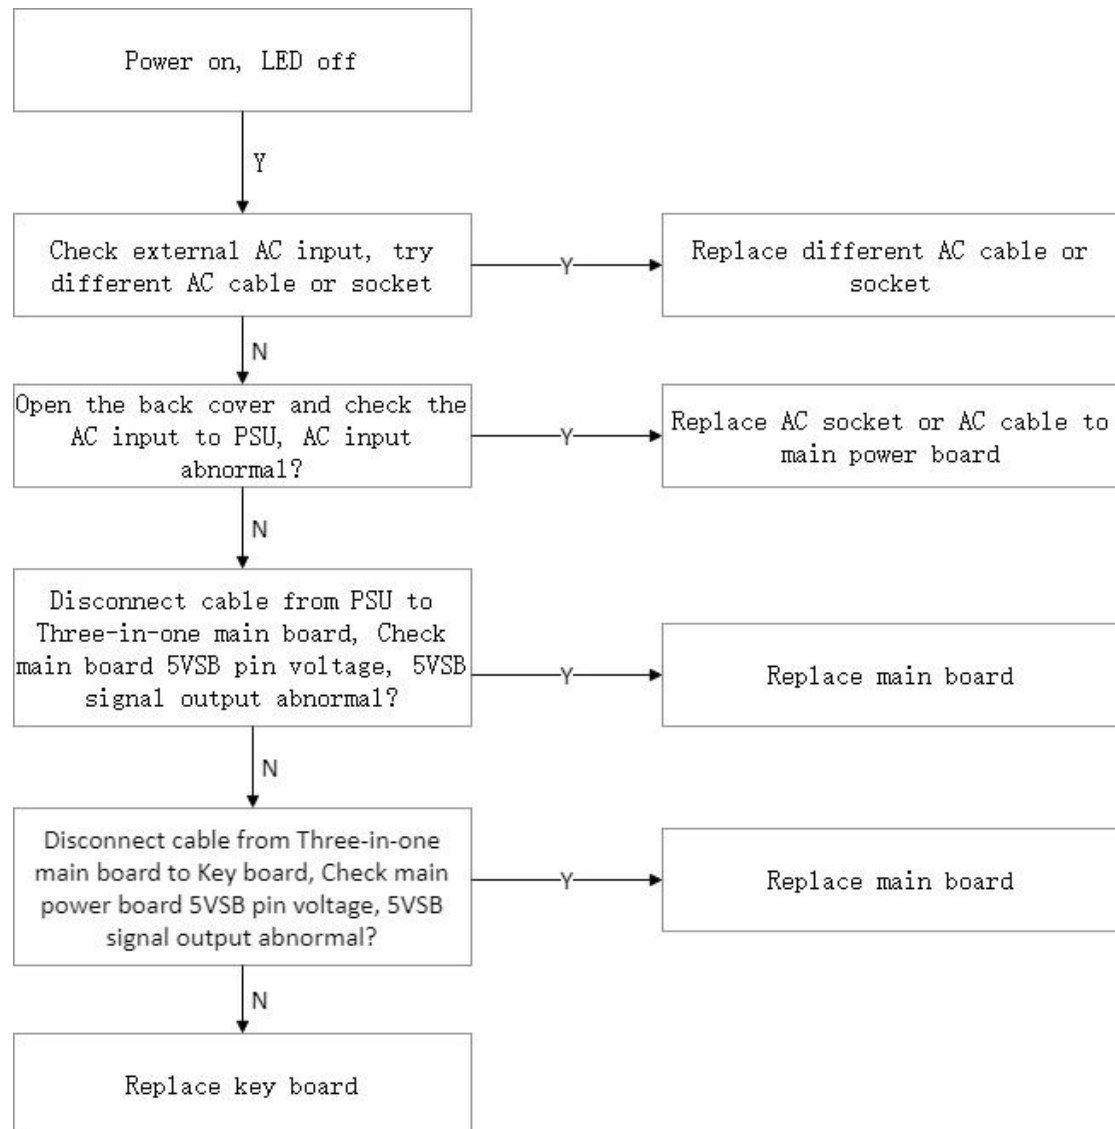 Power on, LED off
Y
Check external AC input, try
different AC cable or socket
Y
Replace different AC cable or
socket
N
Open the back cover and check the
AC input to PSU, AC input
abnormal?
Y
Replace AC socket or AC cable to
main power board
N
Disconnect cable from PSU to
Three-in-one main board, Check
main board 5VSB pin voltage, 5VSB
signal output abnormal?
Y
Replace main board
N
Disconnect cable from Three-in-one
main board to Key board, Check main
power board 5VSB pin voltage, 5VSB
signal output abnormal?
Y
Replace main board
N
Replace key board